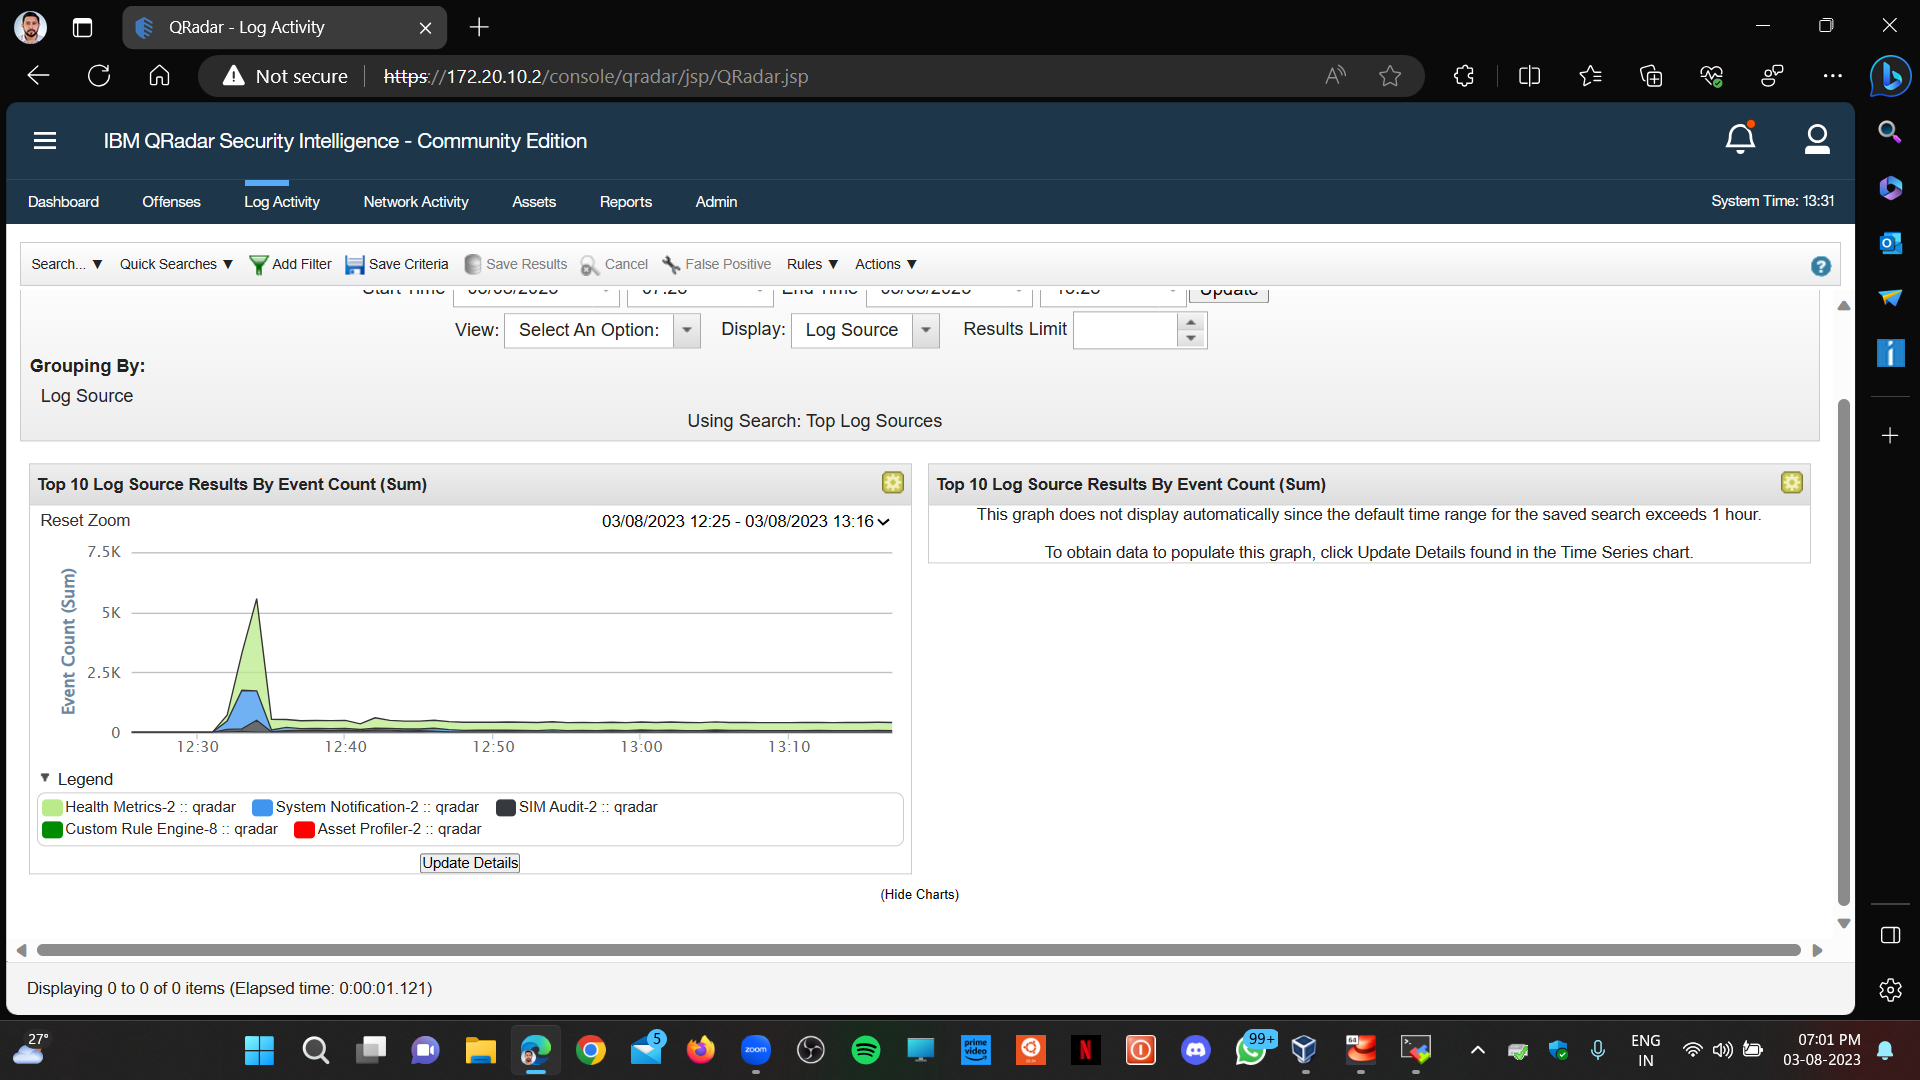 QRadar - Log Activity
Not secure https://172.20.10.2/console/qradar/jsp/QRadar.jsp
IBM QRadar Security Intelligence - Community Edition
Dashboard Offenses Log Activity Network Activity Assets Reports Admin System Time: 13:31
Search... ▼ Quick Searches ▼ Add Filter Save Criteria Save Results Cancel False Positive Rules ▼ Actions ▼
Start Time End Time Update
View: Select An Option: Display: Log Source Results Limit
Grouping By:
Log Source
Using Search: Top Log Sources
Top 10 Log Source Results By Event Count (Sum)
Reset Zoom 03/08/2023 12:25 - 03/08/2023 13:16
Event Count (Sum)
7.5K
5K
2.5K
0
12:30 12:40 12:50 13:00 13:10
Legend
Health Metrics-2 :: qradar System Notification-2 :: qradar SIM Audit-2 :: qradar
Custom Rule Engine-8 :: qradar Asset Profiler-2 :: qradar
Update Details
Top 10 Log Source Results By Event Count (Sum)
This graph does not display automatically since the default time range for the saved search exceeds 1 hour.
To obtain data to populate this graph, click Update Details found in the Time Series chart.
(Hide Charts)
Displaying 0 to 0 of 0 items (Elapsed time: 0:00:01.121)
27°
5
zoom
prime video
N
99+
64
ENG
IN
07:01 PM
03-08-2023